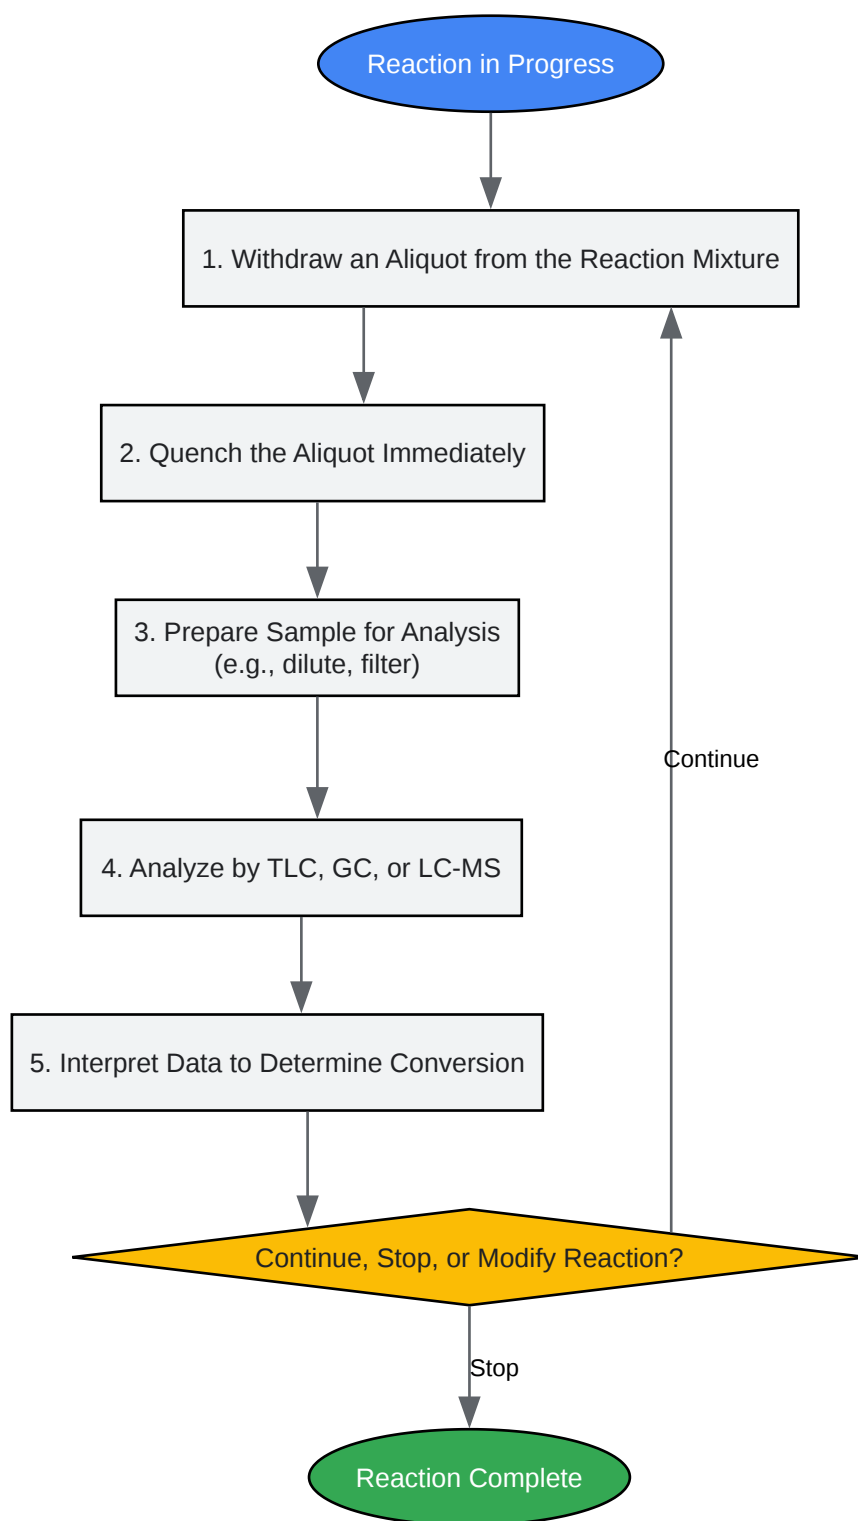 Reaction in Progress
1. Withdraw an Aliquot from the Reaction Mixture
2. Quench the Aliquot Immediately
3. Prepare Sample for Analysis
(e.g., dilute, filter)
Continue
4. Analyze by TLC, GC, or LC-MS
5. Interpret Data to Determine Conversion
Continue, Stop, or Modify Reaction?
Stop
Reaction Complete